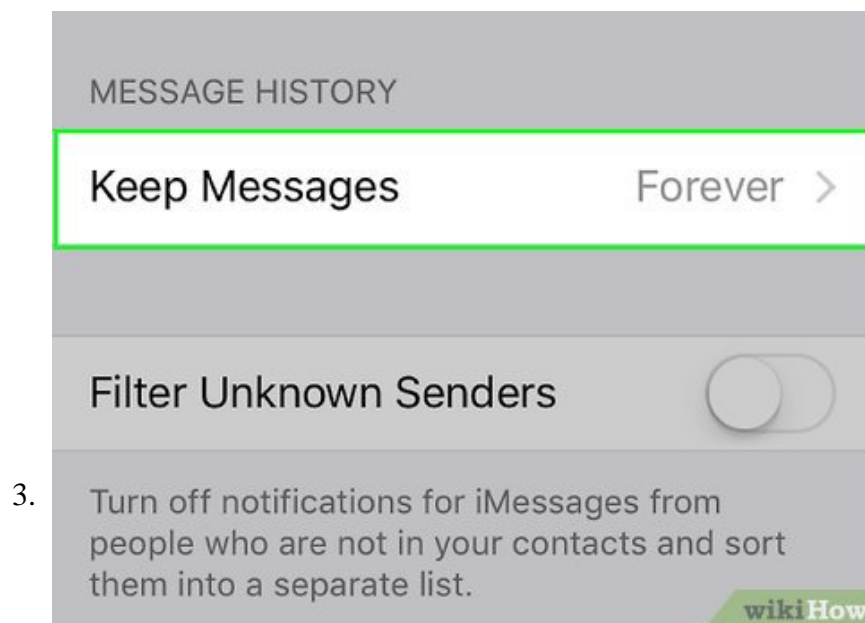 MESSAGE HISTORY
Keep Messages Forever >
Filter Unknown Senders
3.
Turn off notifications for iMessages from
people who are not in your contacts and sort
them into a separate list.
wikiHow